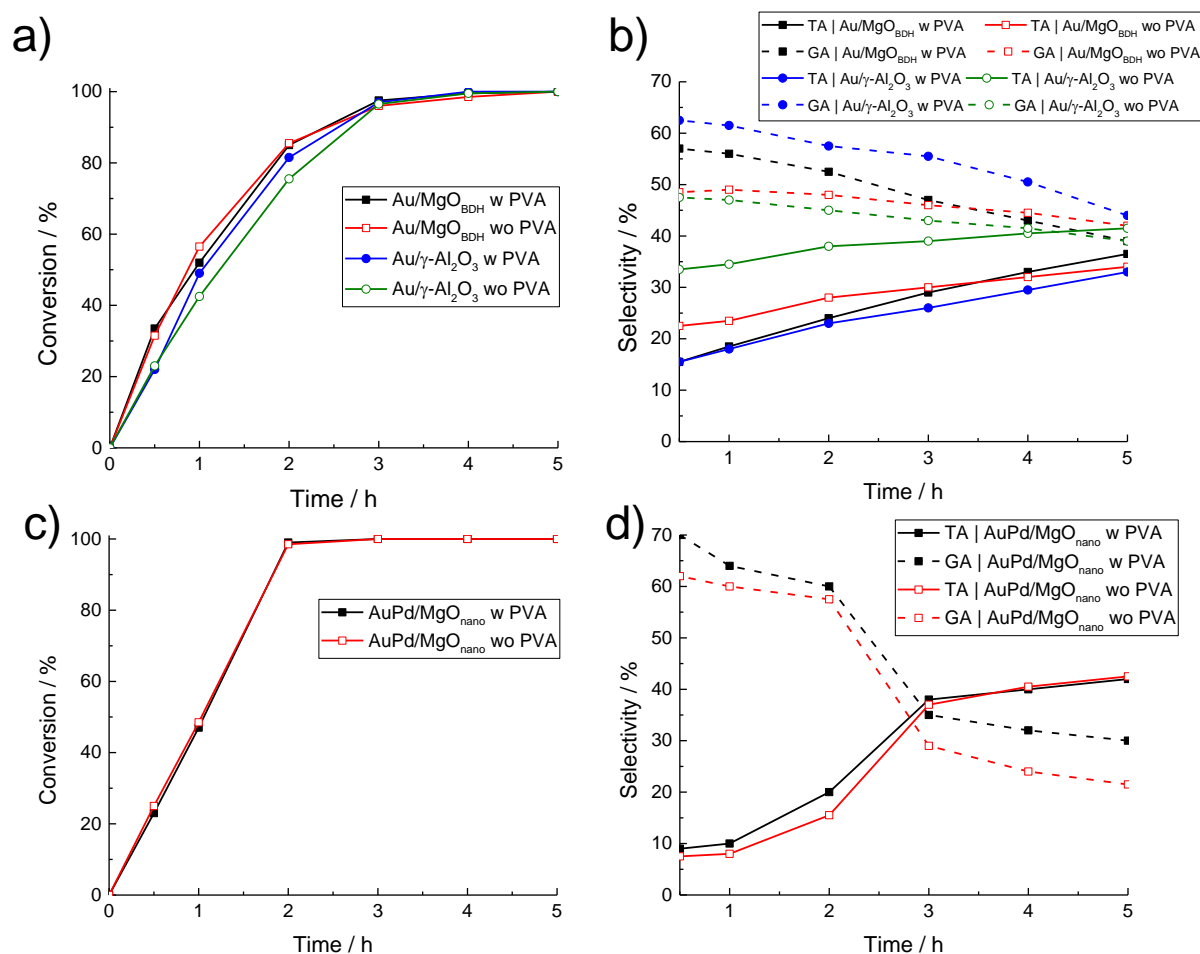 a)
100
80
60
40
20
0
Conversion / %
0 1 2 3 4 5
Time / h
Au/MgO_BDH w PVA
Au/MgO_BDH wo PVA
Au/γ-Al₂O₃ w PVA
Au/γ-Al₂O₃ wo PVA
b)
TA | Au/MgO_BDH w PVA
TA | Au/MgO_BDH wo PVA
GA | Au/MgO_BDH w PVA
GA | Au/MgO_BDH wo PVA
TA | Au/γ-Al₂O₃ w PVA
TA | Au/γ-Al₂O₃ wo PVA
GA | Au/γ-Al₂O₃ w PVA
GA | Au/γ-Al₂O₃ wo PVA
70
60
50
40
30
20
10
0
Selectivity / %
1 2 3 4 5
Time / h
c)
100
80
60
40
20
0
Conversion / %
0 1 2 3 4 5
Time / h
AuPd/MgO_nano w PVA
AuPd/MgO_nano wo PVA
d)
70
60
50
40
30
20
10
0
Selectivity / %
1 2 3 4 5
Time / h
TA | AuPd/MgO_nano w PVA
GA | AuPd/MgO_nano w PVA
TA | AuPd/MgO_nano wo PVA
GA | AuPd/MgO_nano wo PVA